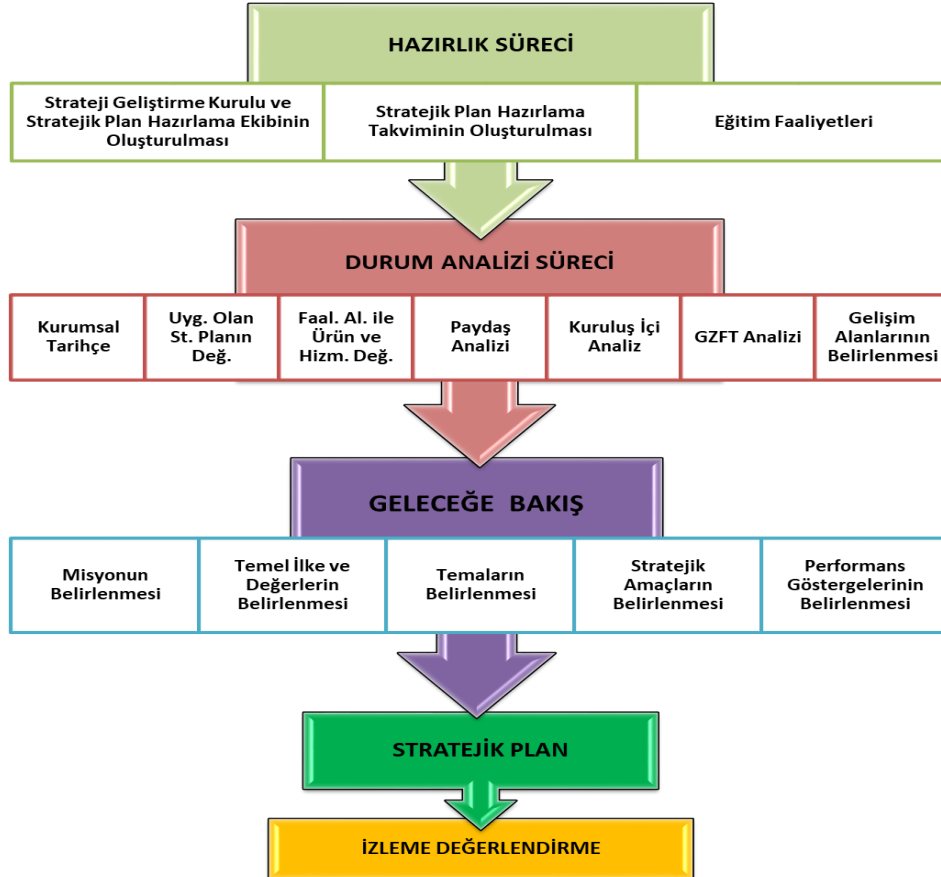 HAZIRLIK SÜRECİ
Strateji Geliştirme Kurulu ve
Stratejik Plan Hazırlama Ekibinin
Oluşturulması
Stratejik Plan Hazırlama
Takviminin Oluşturulması
Eğitim Faaliyetleri
DURUM ANALİZİ SÜRECİ
Kurumsal
Tarihçe
Uyg. Olan
St. Planın
Değ.
Faal. Al. ile
Ürün ve
Hizm. Değ.
Paydaş
Analizi
Kuruluş İçi
Analiz
GZFT Analizi
Gelişim
Alanlarının
Belirlenmesi
GELECEĞE BAKIŞ
Misyonun
Belirlenmesi
Temel İlke ve
Değerlerin
Belirlenmesi
Temaların
Belirlenmesi
Stratejik
Amaçların
Belirlenmesi
Performans
Göstergelerinin
Belirlenmesi
STRATEJİK PLAN
İZLEME DEĞERLENDİRME